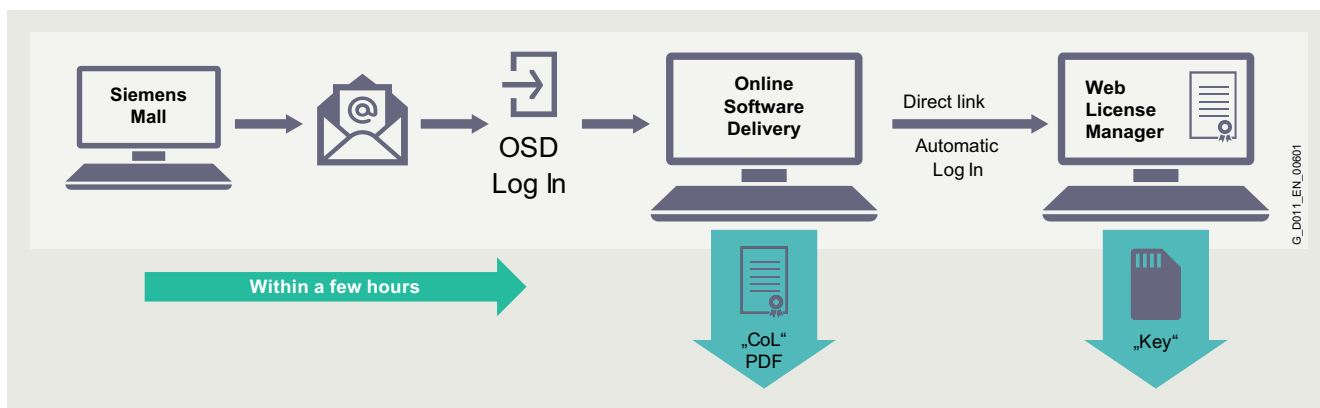 Siemens
Mall
@
OSD
Log In
Online
Software
Delivery
Direct link
Automatic
Log In
Web
License
Manager
G_D011_EN_00601
Within a few hours
„CoL“
PDF
„Key“